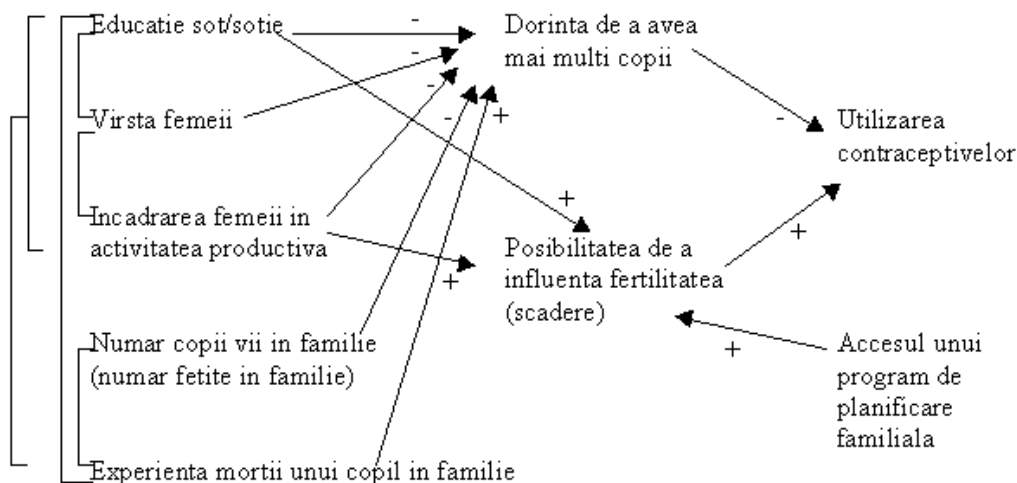 Educatie sot/sotie
-
-
-
Dorinta de a avea
mai multi copii
Virsta femeii
-
+
-
Utilizarea
contraceptivelor
Incadrarea femeii in
activitatea productiva
+
+
Posibilitatea de a
influenta fertilitatea
(scadere)
+
+
Numar copii vii in familie
(numar fetite in familie)
+
Accesul unui
program de
planificare
familiala
Experienta mortii unui copil in familie